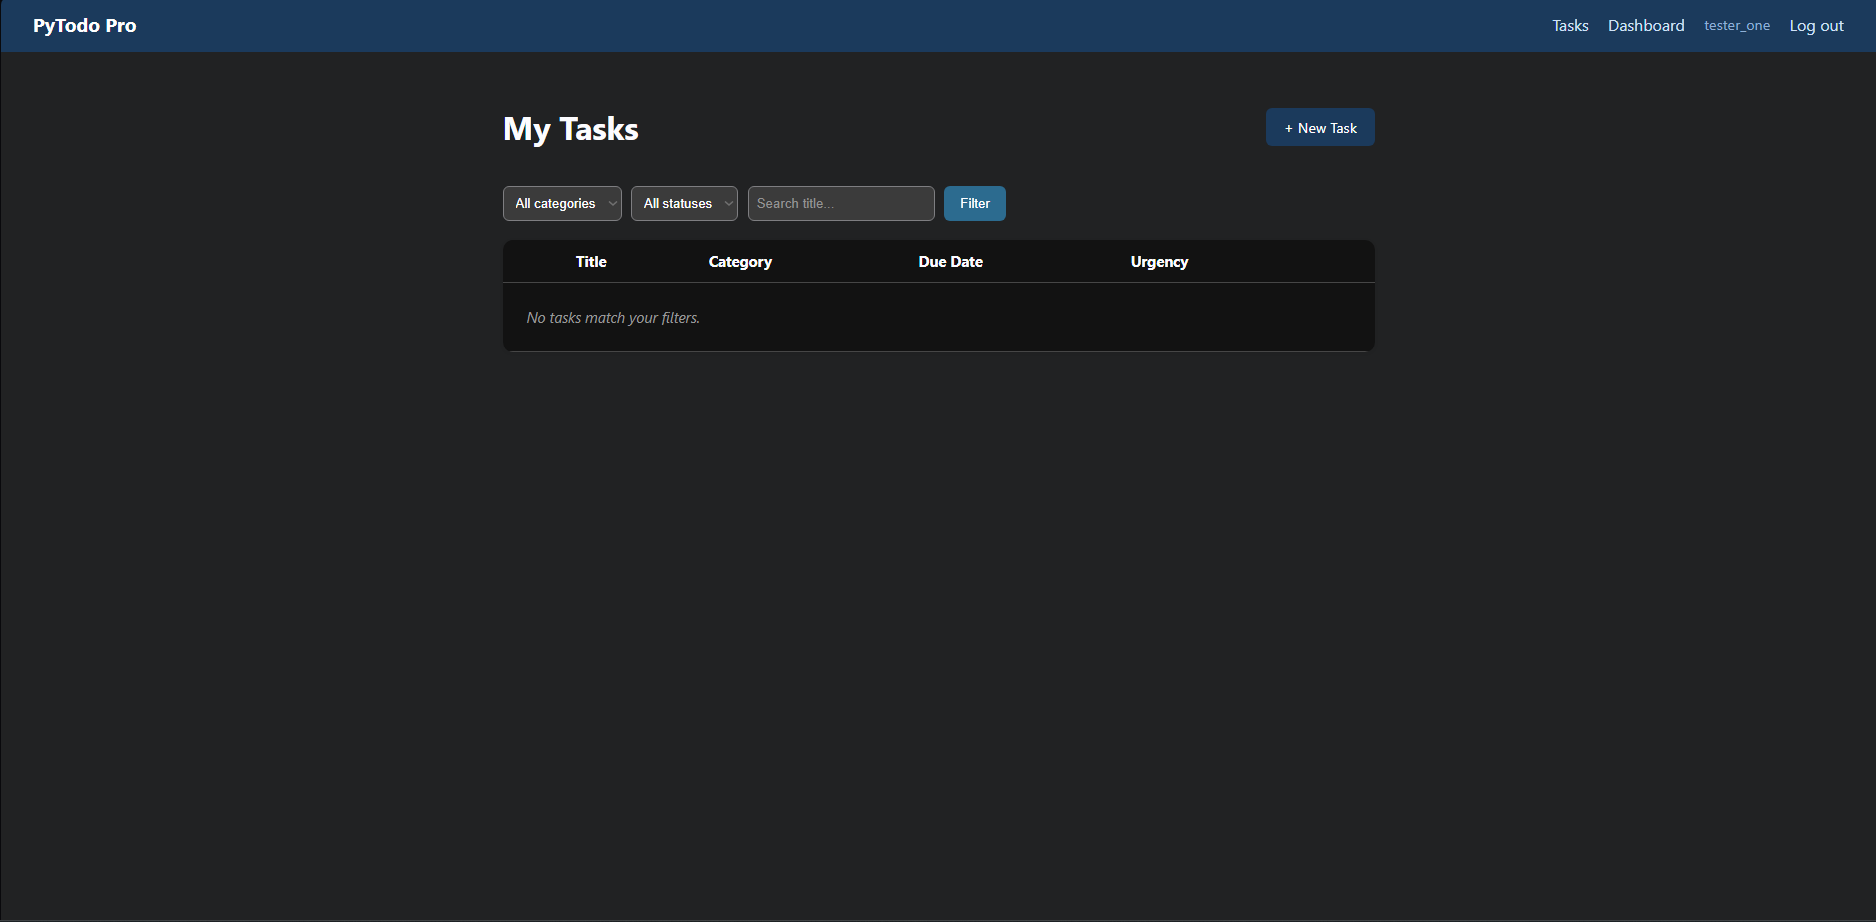 PyTodo Pro
Tasks Dashboard tester_one Log out
My Tasks
+ New Task
All categories All statuses Search title... Filter
Title Category Due Date Urgency
No tasks match your filters.